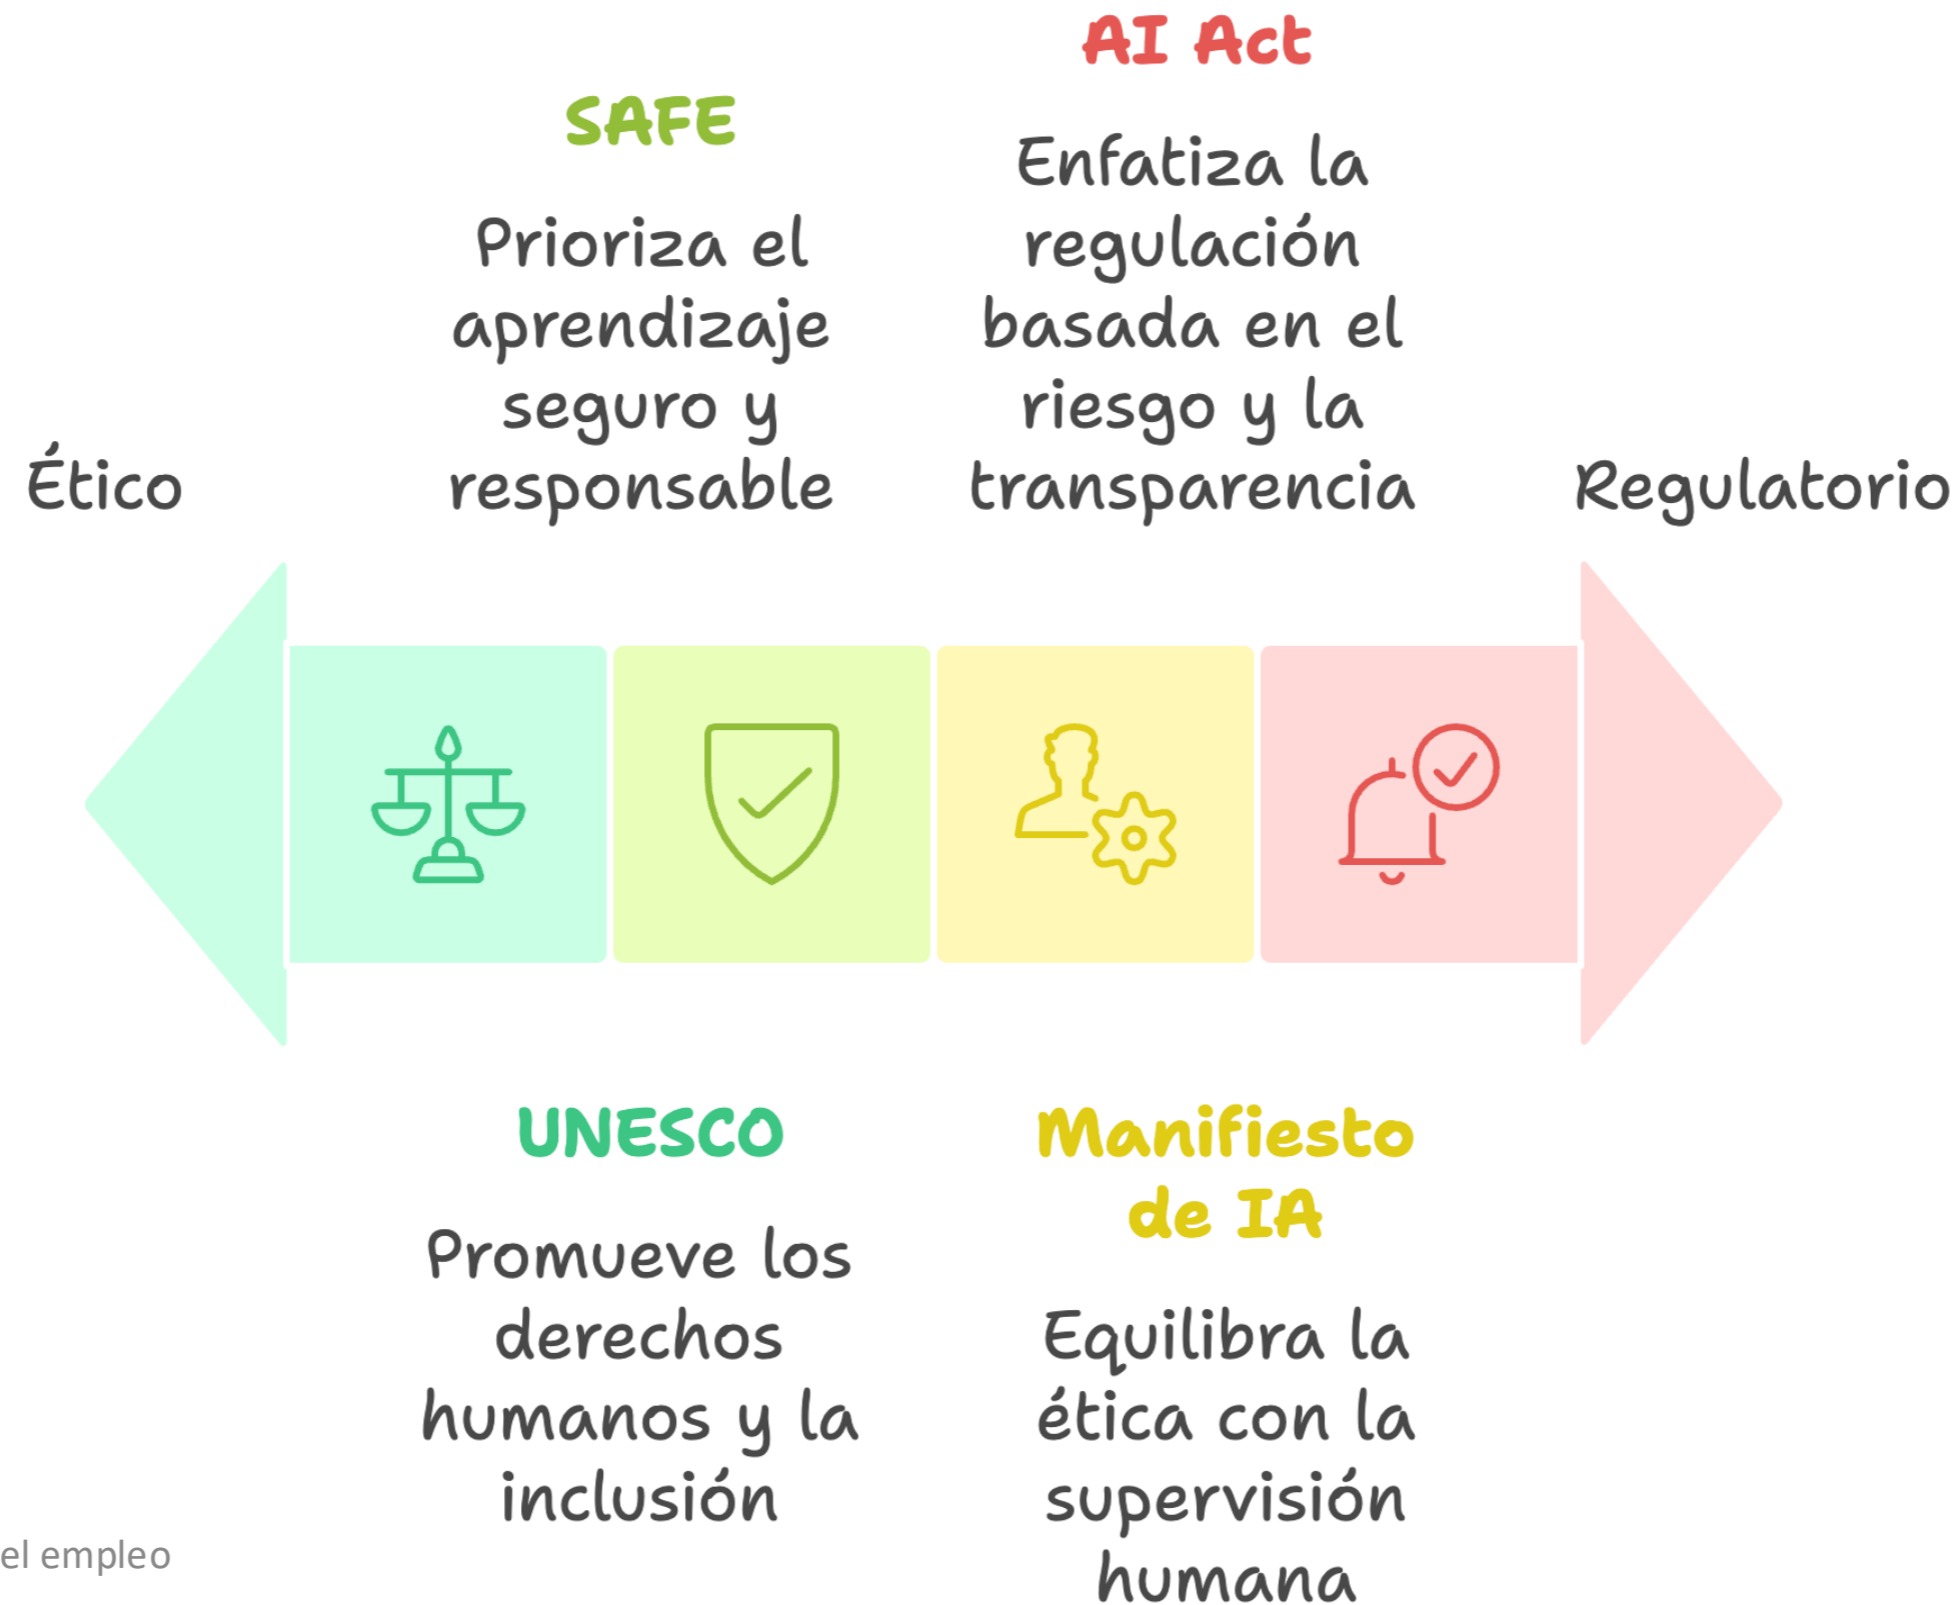 AI Act
Enfatiza la
regulación
basada en el
riesgo y la
transparencia
SAFE
Prioriza el
aprendizaje
seguro y
responsable
Ético
Regulatorio
UNESCO
Promueve los
derechos
humanos y la
inclusión
Manifiesto
de IA
Equilibra la
ética con la
supervisión
humana
el empleo